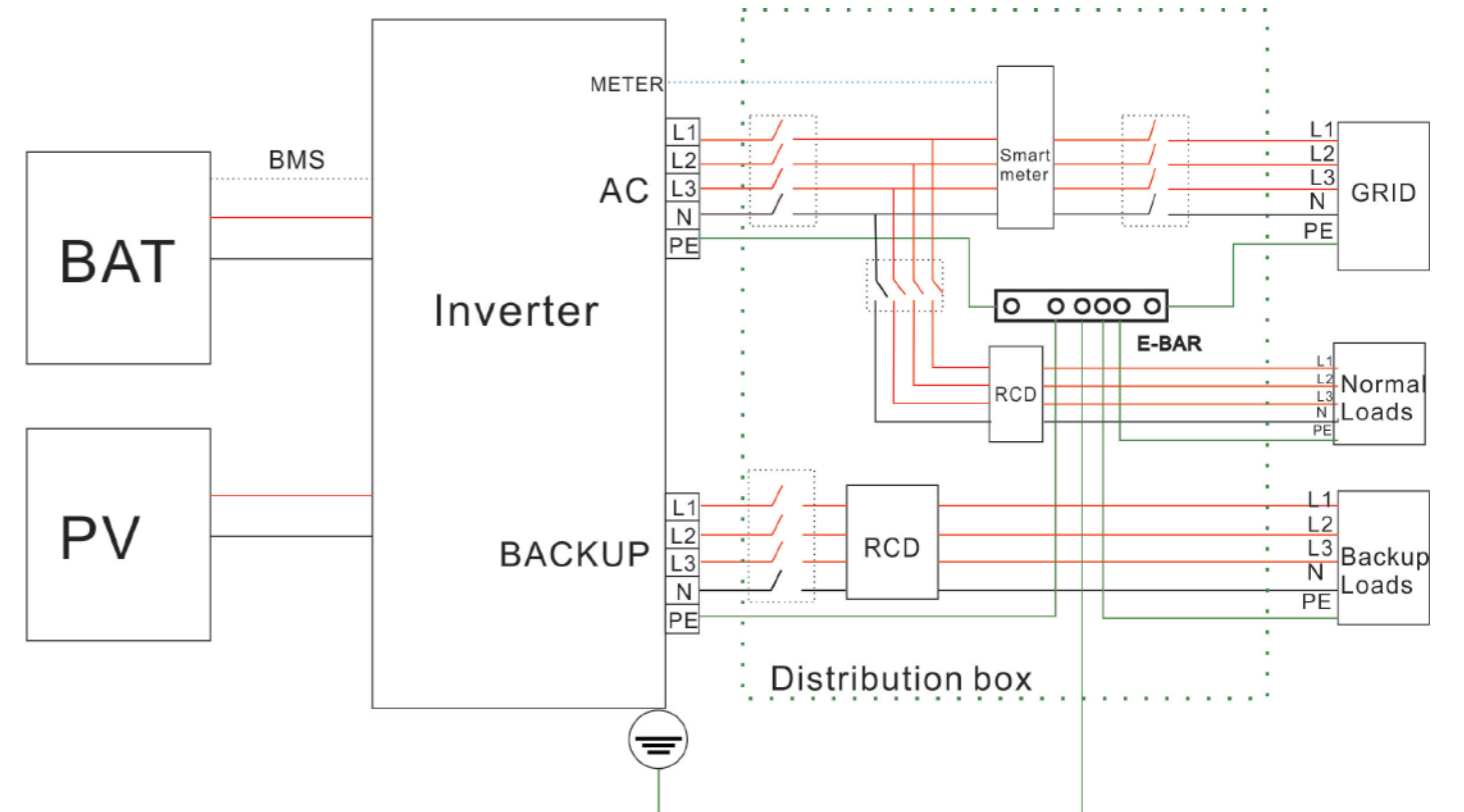 METER
L1
L2
L3
N
PE
AC
BMS
BAT
Inverter
Smart
meter
L1
L2
L3
N
PE
GRID
E-BAR
RCD
L1
L2
L3
N
PE
Normal
Loads
PV
BACKUP
L1
L2
L3
N
PE
RCD
L1
L2
L3
N
PE
Backup
Loads
Distribution box